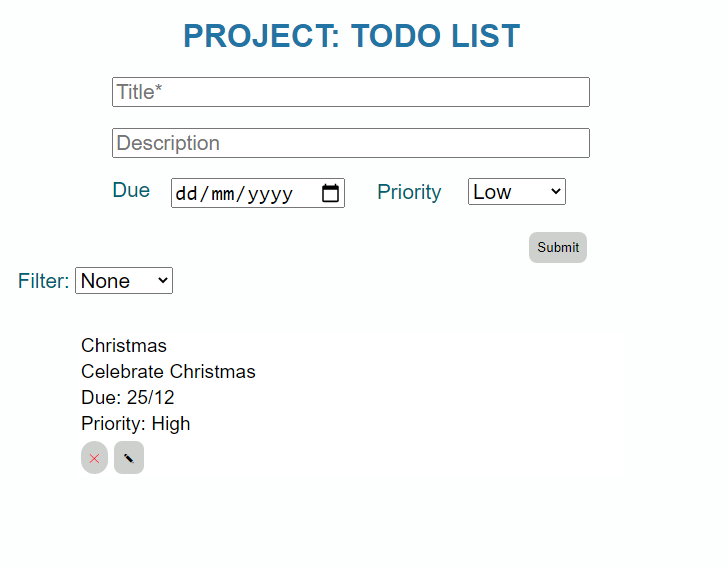 PROJECT: TODO LIST
Title*
Description
Due dd/mm/yyyy Priority Low
Submit
Filter: None
Christmas
Celebrate Christmas
Due: 25/12
Priority: High